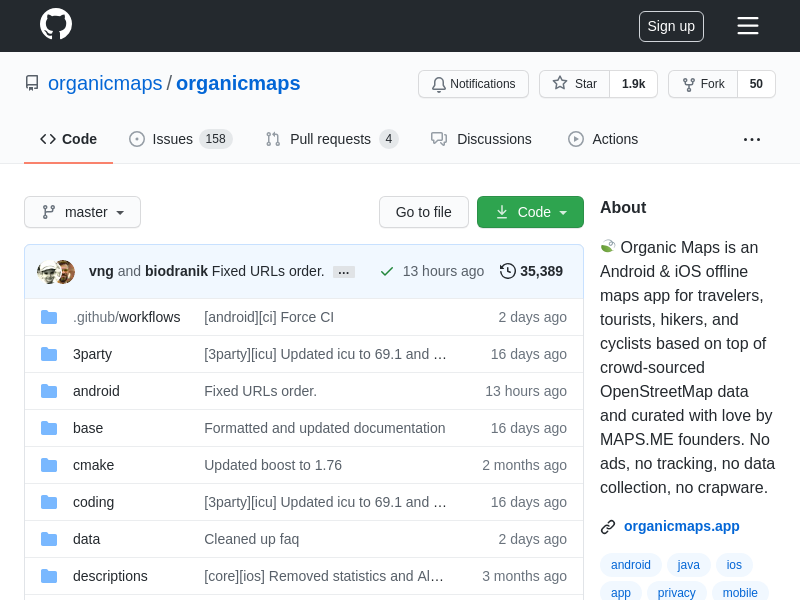 Sign up
organicmaps / organicmaps
Notifications
Star 1.9k
Fork 50
Code
Issues 158
Pull requests 4
Discussions
Actions
master
Go to file
Code
vng and biodranik Fixed URLs order. … 13 hours ago 35,389
.github/workflows [android][ci] Force CI 2 days ago
3party [3party][icu] Updated icu to 69.1 and … 16 days ago
android Fixed URLs order. 13 hours ago
base Formatted and updated documentation 16 days ago
cmake Updated boost to 1.76 2 months ago
coding [3party][icu] Updated icu to 69.1 and … 16 days ago
data Cleaned up faq 2 days ago
descriptions [core][ios] Removed statistics and Al… 3 months ago
About
Organic Maps is an
Android & iOS offline
maps app for travelers,
tourists, hikers, and
cyclists based on top of
crowd-sourced
OpenStreetMap data
and curated with love by
MAPS.ME founders. No
ads, no tracking, no data
collection, no crapware.
organicmaps.app
android java ios
app privacy mobile